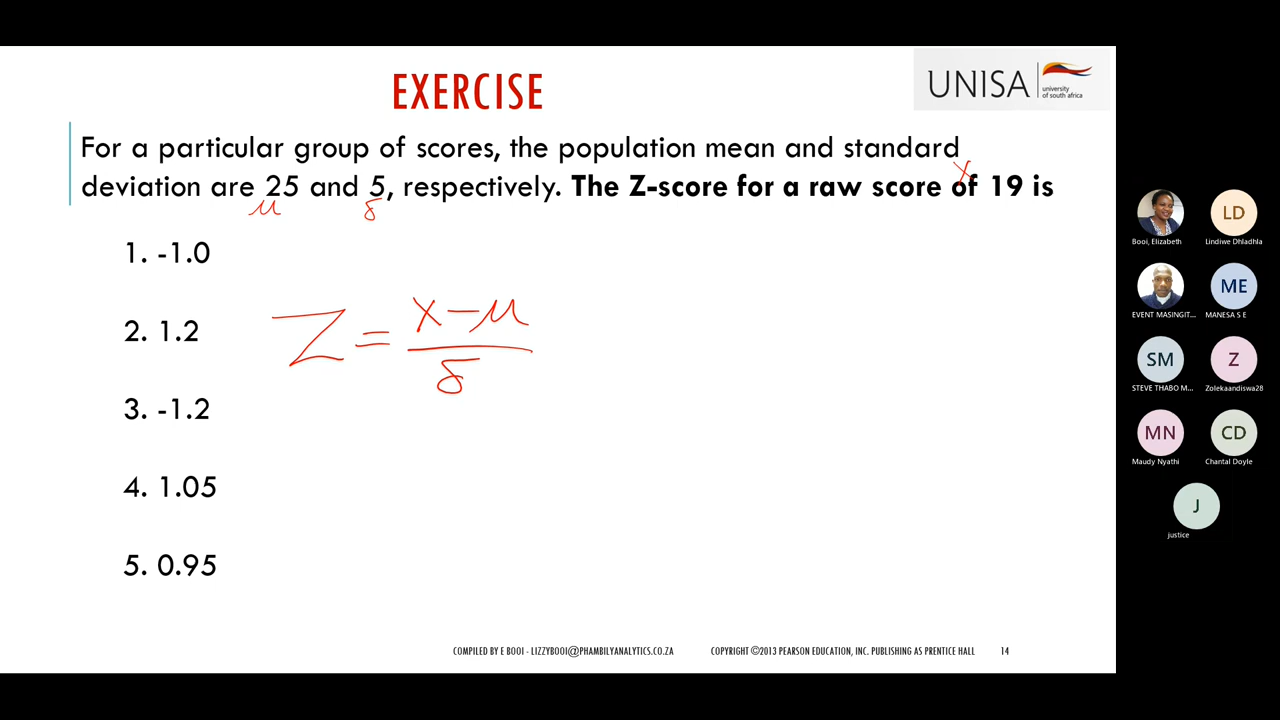 EXERCISE
UNISA | university of south africa
For a particular group of scores, the population mean and standard
x
deviation are 25 and 5, respectively. The Z-score for a raw score of 19 is
μ δ
1. -1.0
2. 1.2
Z = x-μ
δ
3. -1.2
4. 1.05
5. 0.95
COMPILED BY E BOOI - LIZZYBOOI@PHAMBILYANALYTICS.CO.ZA COPYRIGHT ©2013 PEARSON EDUCATION, INC. PUBLISHING AS PRENTICE HALL 14
Booi, Elizabeth
LD
Lindiwe Dhladhla
EVENT MASINGIT...
ME
MANESA S E
SM
STEVE THABO M...
Z
Zolekaandiswa28
MN
Maudy Nyathi
CD
Chantal Doyle
J
justice